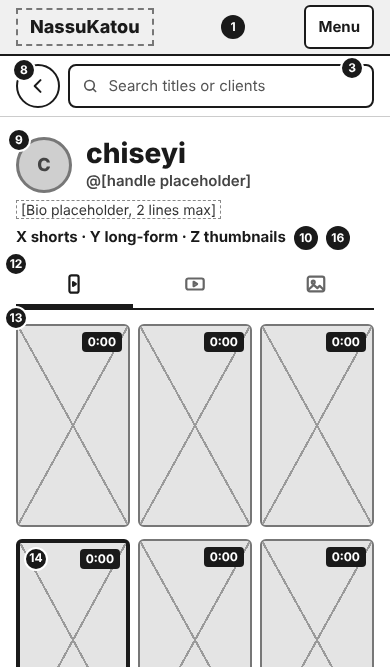 NassuKatou
1
Menu
8
3
Search titles or clients
9
C
chiseyi
@[handle placeholder]
[Bio placeholder, 2 lines max]
X shorts · Y long-form · Z thumbnails 10 16
12
13
0:00 0:00 0:00
14 0:00 0:00 0:00